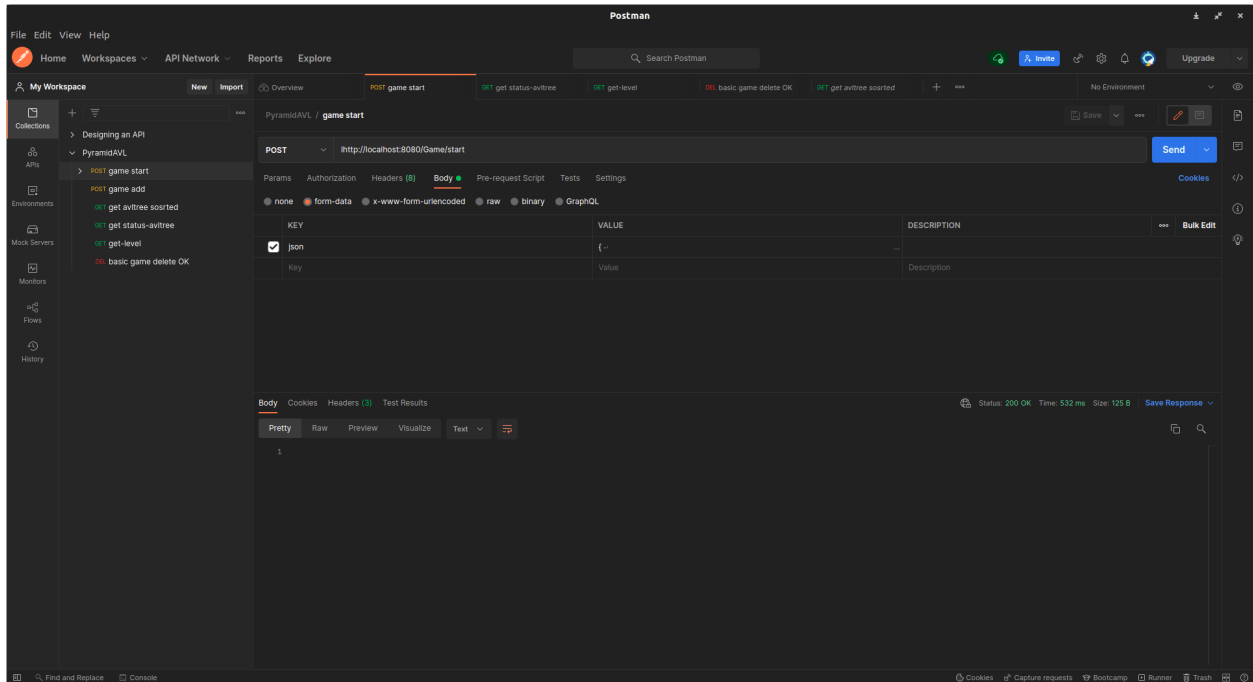 Postman
File Edit View Help
Home Workspaces API Network Reports Explore Search Postman Invite Upgrade
My Workspace New Import Overview POST game start GET get status-avltree GET get-level DEL basic game delete OK GET get avltree sosrted No Environment
Collections
APIs
Environments
Mock Servers
Monitors
Flows
History
Designing an API
PyramidAVL
POST game start
POST game add
GET get avltree sosrted
GET get status-avltree
GET get-level
DEL basic game delete OK
PyramidAVL / game start Save
POST lhttp://localhost:8080/Game/start Send
Params Authorization Headers (8) Body Pre-request Script Tests Settings Cookies
none form-data x-www-form-urlencoded raw binary GraphQL
KEY VALUE DESCRIPTION Bulk Edit
json { ↵ ...
Key Value Description
Body Cookies Headers (3) Test Results Status: 200 OK Time: 532 ms Size: 125 B Save Response
Pretty Raw Preview Visualize Text
1
Find and Replace Console Cookies Capture requests Bootcamp Runner Trash